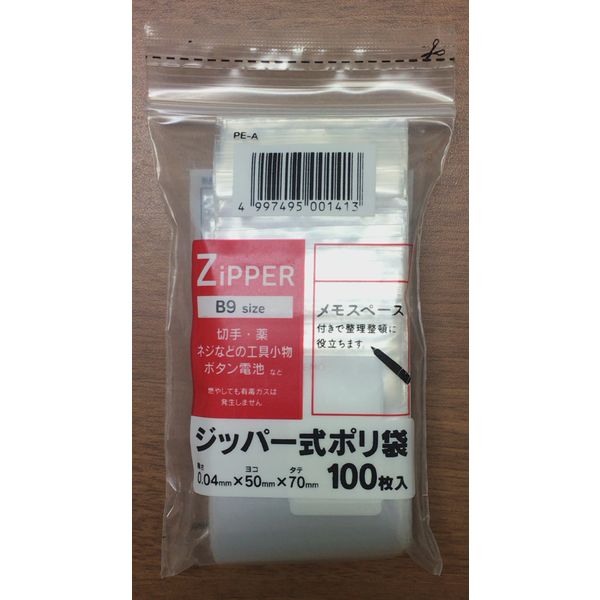 PE-A
4 997495 001413
ZiPPER
B9 size
切手・薬
ネジなどの工具小物
ボタン電池 など
燃やしても有毒ガスは
発生しません
メモスペース
付きで整理整頓に
役立ちます
ジッパー式ポリ袋
厚さ ヨコ タテ
0.04mm×50mm×70mm 100枚入